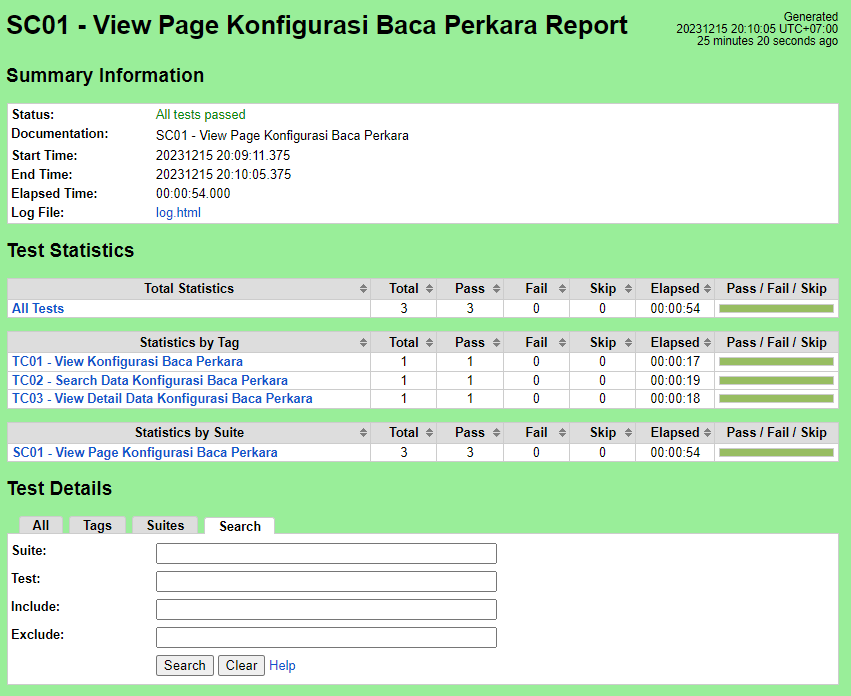 SC01 - View Page Konfigurasi Baca Perkara Report
Generated
20231215 20:10:05 UTC+07:00
25 minutes 20 seconds ago
Summary Information
Status: All tests passed
Documentation: SC01 - View Page Konfigurasi Baca Perkara
Start Time: 20231215 20:09:11.375
End Time: 20231215 20:10:05.375
Elapsed Time: 00:00:54.000
Log File: log.html
Test Statistics
Total Statistics Total Pass Fail Skip Elapsed Pass / Fail / Skip
All Tests 3 3 0 0 00:00:54
Statistics by Tag Total Pass Fail Skip Elapsed Pass / Fail / Skip
TC01 - View Konfigurasi Baca Perkara 1 1 0 0 00:00:17
TC02 - Search Data Konfigurasi Baca Perkara 1 1 0 0 00:00:19
TC03 - View Detail Data Konfigurasi Baca Perkara 1 1 0 0 00:00:18
Statistics by Suite Total Pass Fail Skip Elapsed Pass / Fail / Skip
SC01 - View Page Konfigurasi Baca Perkara 3 3 0 0 00:00:54
Test Details
All Tags Suites Search
Suite:
Test:
Include:
Exclude:
Search Clear Help